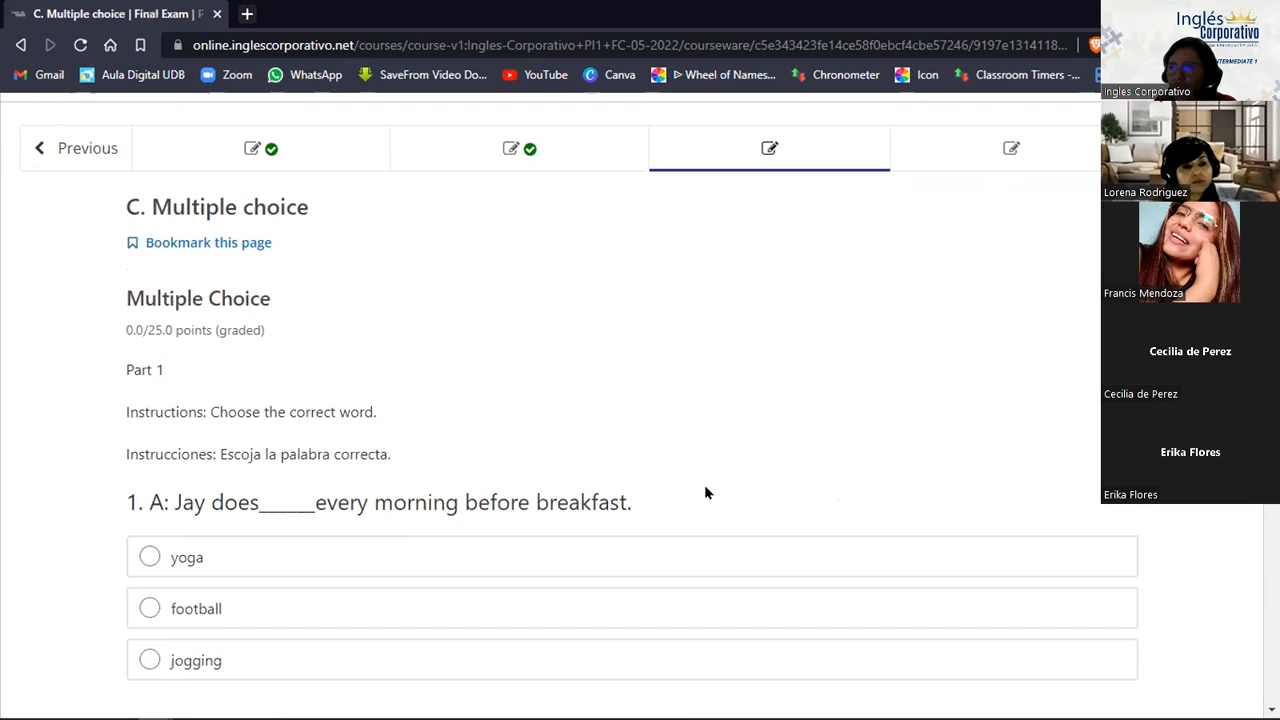 C. Multiple choice | Final Exam | P
online.inglescorporativo.net/courses/course-v1:Ingles-Corporativo+PI1+FC-05-2022/courseware/c5e343423fe14ce58f0ebcf4cbe57246/9197e1314118...
Gmail Aula Digital UDB Zoom WhatsApp SaveFrom Video Do... YouTube Canva ⊳ Wheel of Names... Chronometer Icon Classroom Timers -...
Previous
C. Multiple choice
Bookmark this page
Multiple Choice
0.0/25.0 points (graded)
Part 1
Instructions: Choose the correct word.
Instrucciones: Escoja la palabra correcta.
1. A: Jay does______every morning before breakfast.
yoga
football
jogging
Inglés
Corporativo
INTERMEDIATE 1
Ingles Corporativo
Lorena Rodriguez
Francis Mendoza
Cecilia de Perez
Cecilia de Perez
Erika Flores
Erika Flores